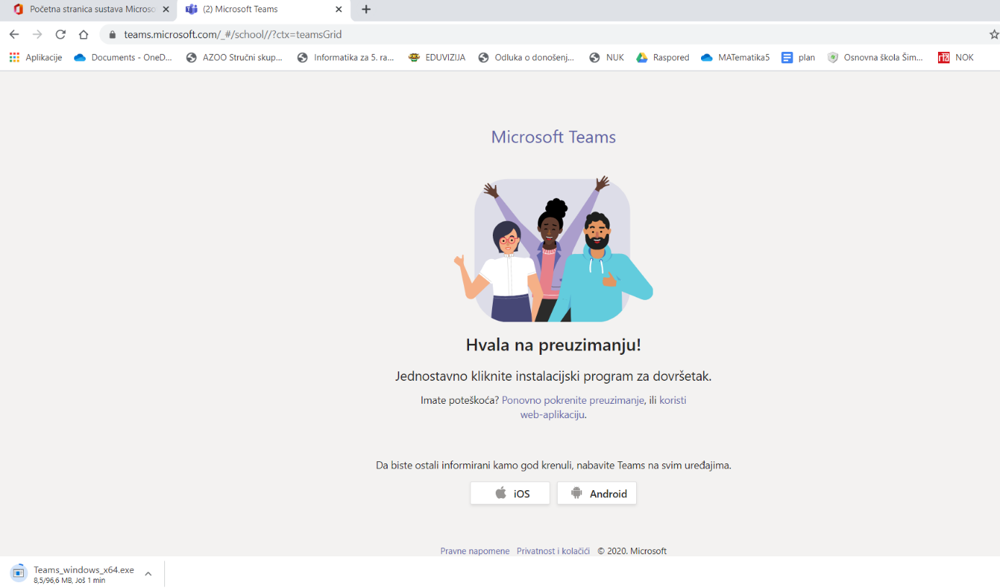 Početna stranica sustava Microso
(2) Microsoft Teams
teams.microsoft.com/_#/school//?ctx=teamsGrid
Aplikacije Documents - OneD... AZOO Stručni skup... Informatika za 5. ra... EDUVIZIJA Odluka o donošenj... NUK Raspored MATematika5 plan Osnovna škola Šim... NOK
Microsoft Teams
Hvala na preuzimanju!
Jednostavno kliknite instalacijski program za dovršetak.
Imate poteškoća? Ponovno pokrenite preuzimanje, ili koristi
web-aplikaciju.
Da biste ostali informirani kamo god krenuli, nabavite Teams na svim uređajima.
iOS Android
Pravne napomene Privatnost i kolačići © 2020. Microsoft
Teams_windows_x64.exe
8,5/96,6 MB, Još 1 min